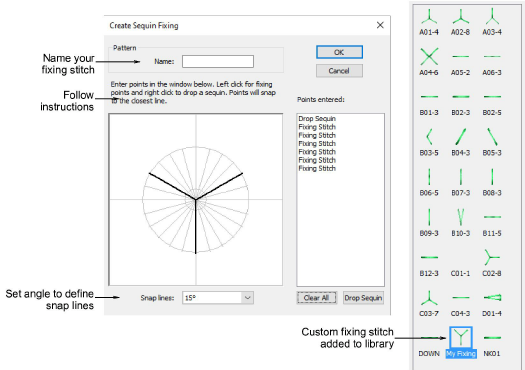 Create Sequin Fixing
Pattern
Name:
OK
Cancel
Enter points in the window below. Left click for fixing
points and right click to drop a sequin. Points will snap
to the closest line.
Points entered:
Drop Sequin
Fixing Stitch
Fixing Stitch
Fixing Stitch
Fixing Stitch
Fixing Stitch
Fixing Stitch
Snap lines:
15°
Clear All
Drop Sequin
Name your
fixing stitch
Follow
instructions
Set angle to define
snap lines
Custom fixing stitch
added to library
A01-4 A02-8 A03-4
A04-6 A05-2 A06-3
B01-3 B02-3 B02-5
B03-5 B04-3 B05-3
B06-5 B07-3 B08-3
B09-3 B10-3 B11-5
B12-3 C01-1 C02-8
C03-7 C04-3 D01-4
DOWN My Fixing NK01